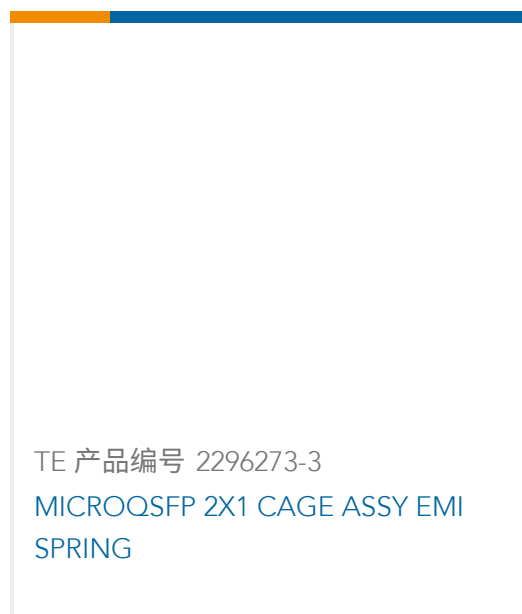 TE 产品编号 2296273-3
MICROQSFP 2X1 CAGE ASSY EMI
SPRING